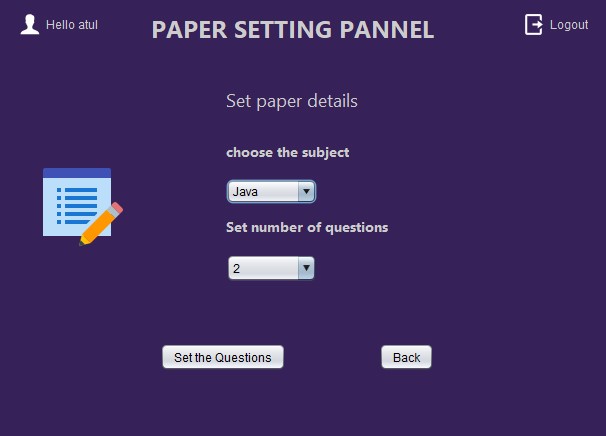 Hello atul
PAPER SETTING PANNEL
Logout
Set paper details
choose the subject
Java
Set number of questions
2
Set the Questions
Back